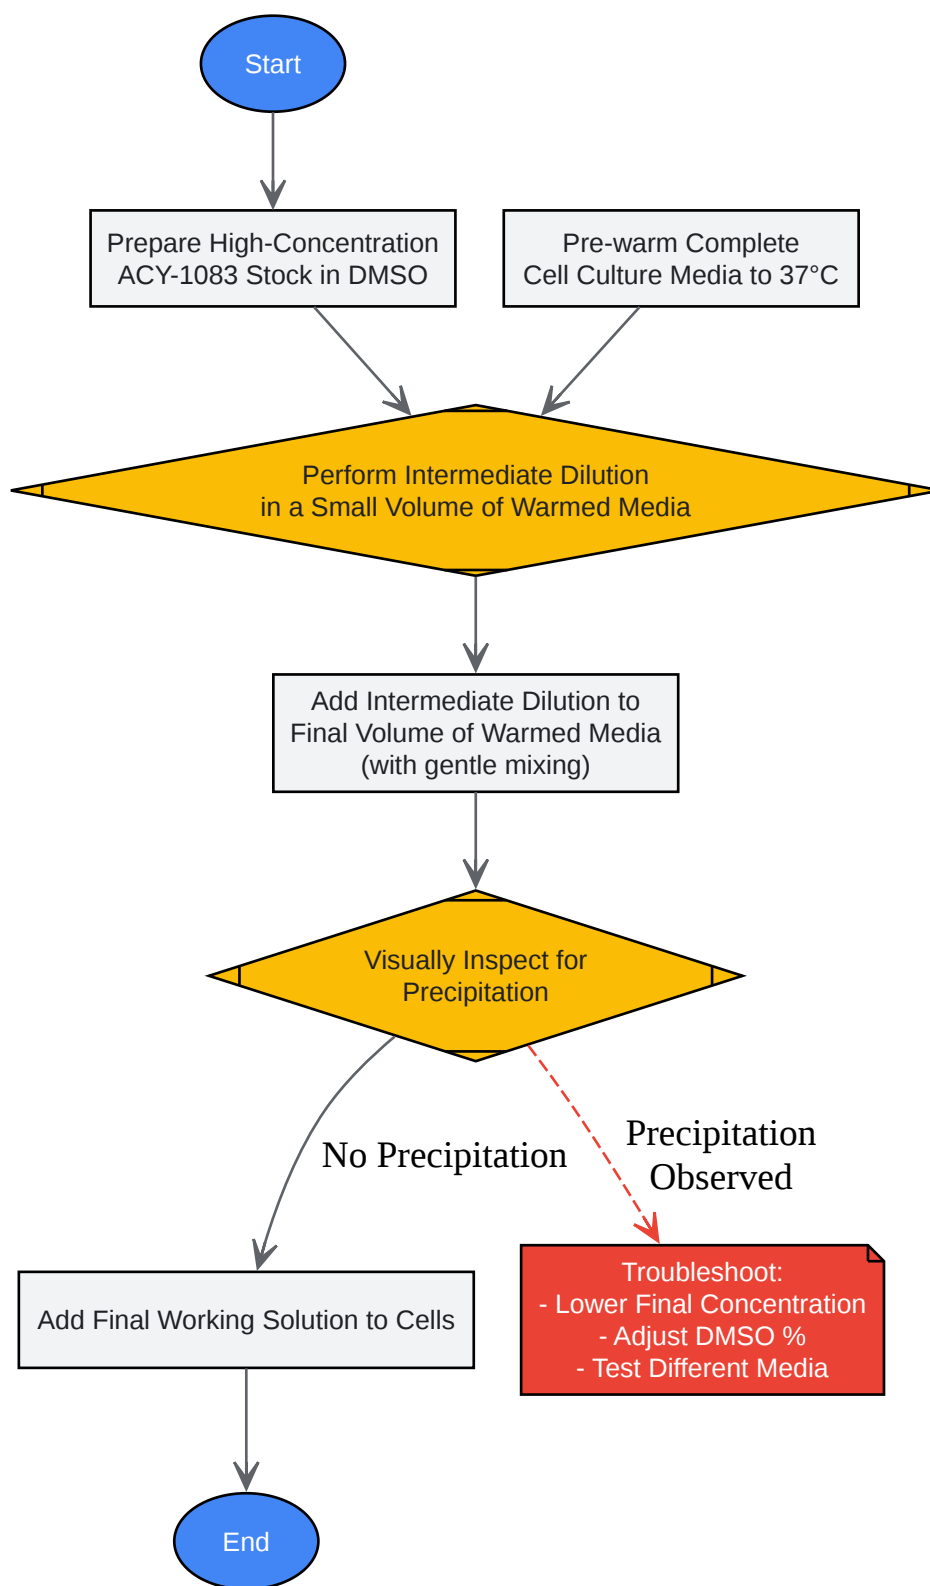 Start
Prepare High-Concentration
ACY-1083 Stock in DMSO
Pre-warm Complete
Cell Culture Media to 37°C
Perform Intermediate Dilution
in a Small Volume of Warmed Media
Add Intermediate Dilution to
Final Volume of Warmed Media
(with gentle mixing)
Visually Inspect for
Precipitation
No Precipitation
Precipitation
Observed
Add Final Working Solution to Cells
Troubleshoot:
- Lower Final Concentration
- Adjust DMSO %
- Test Different Media
End